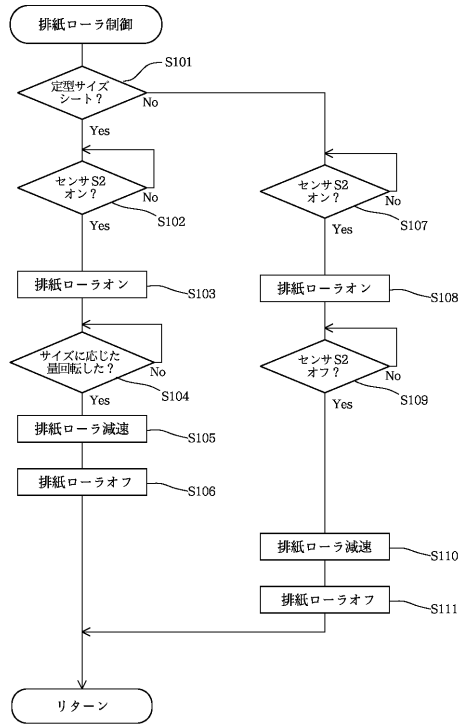 排紙ローラ制御
S101
定型サイズ
シート？
No
Yes
センサS2
オン？
No
S102
Yes
排紙ローラオン
S103
サイズに応じた
量回転した？
No
S104
Yes
排紙ローラ減速
S105
排紙ローラオフ
S106
センサS2
オン？
No
S107
Yes
排紙ローラオン
S108
センサS2
オフ？
No
S109
Yes
排紙ローラ減速
S110
排紙ローラオフ
S111
リターン